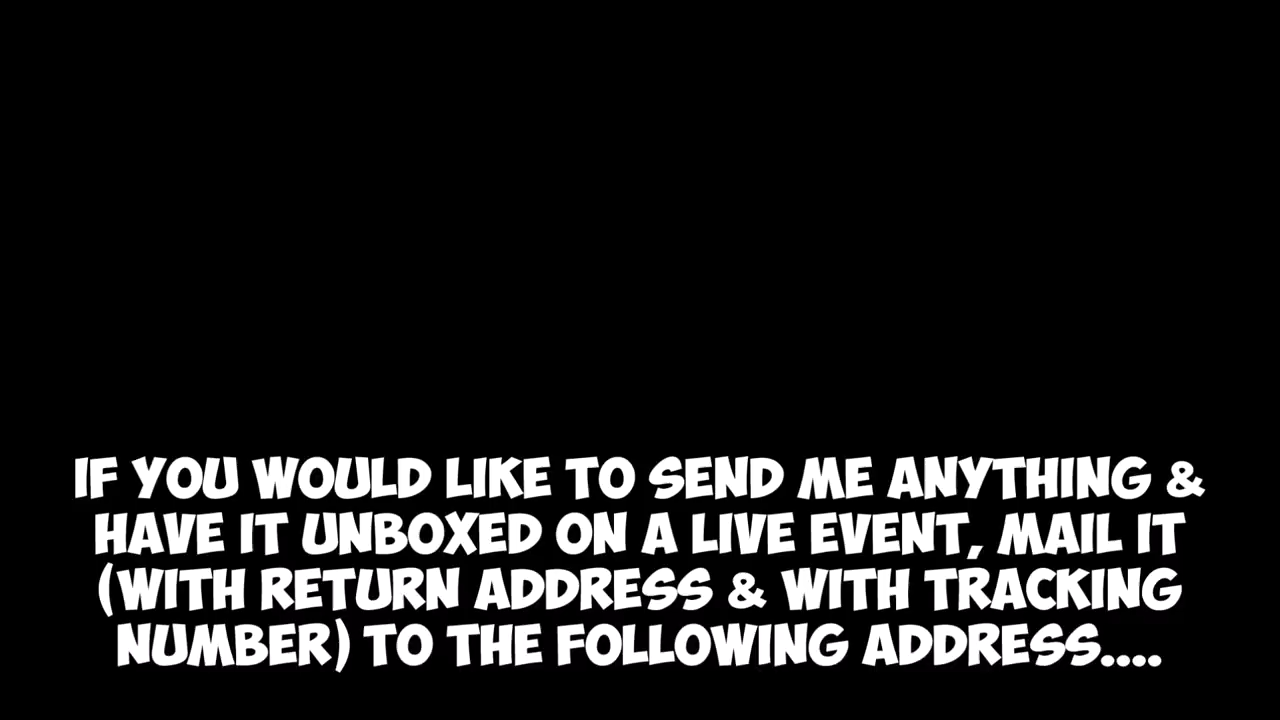 IF YOU WOULD LIKE TO SEND ME ANYTHING &
HAVE IT UNBOXED ON A LIVE EVENT, MAIL IT
(WITH RETURN ADDRESS & WITH TRACKING
NUMBER) TO THE FOLLOWING ADDRESS....